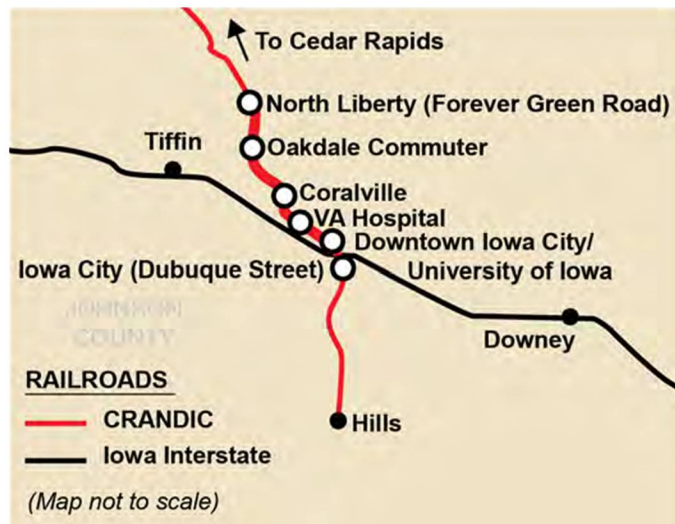 To Cedar Rapids
North Liberty (Forever Green Road)
Tiffin
Oakdale Commuter
Coralville
VA Hospital
Downtown Iowa City/
University of Iowa
Iowa City (Dubuque Street)
JOHNSON
COUNTY
Downey
Hills
RAILROADS
CRANDIC
Iowa Interstate
(Map not to scale)